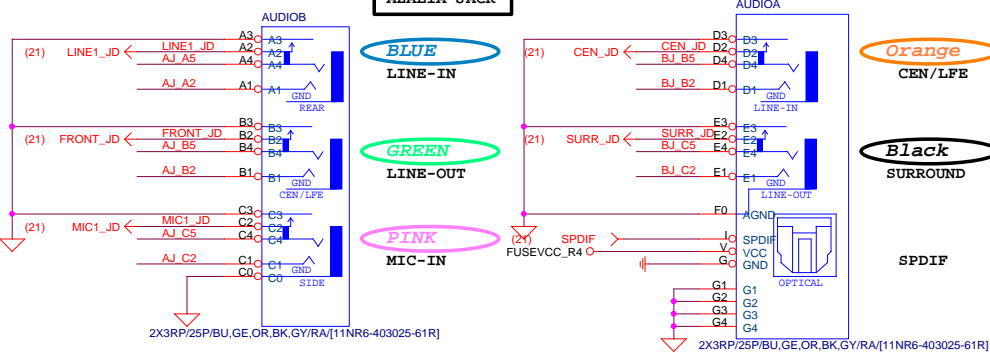 AZALIA JACK
AUDIOB
A3 A3
(21) LINE1_JD LINE1_JD A2 A2
AJ_A5 A4 A4
AJ_A2 A1 A1
GND
REAR
BLUE
LINE-IN
B3 B3
(21) FRONT_JD FRONT_JD B2 B2
AJ_B5 B4 B4
AJ_B2 B1 B1
GND
CEN/LFE
GREEN
LINE-OUT
C3 C3
(21) MIC1_JD MIC1_JD C2 C2
AJ_C5 C4 C4
AJ_C2 C1 C1
GND
C0 C0
SIDE
PINK
MIC-IN
2X3RP/25P/BU,GE,OR,BK,GY/RA/[11NR6-403025-61R]
AUDIOA
D3 D3
(21) CEN_JD CEN_JD D2 D2
BJ_B5 D4 D4
BJ_B2 D1 D1
GND
LINE-IN
Orange
CEN/LFE
E3 E3
(21) SURR_JD SURR_JD E2 E2
BJ_C5 E4 E4
BJ_C2 E1 E1
GND
LINE-OUT
Black
SURROUND
F0 AGND
(21) SPDIF I SPDIF
FUSEVCC_R4 V VCC
G GND
OPTICAL
SPDIF
G1 G1
G2 G2
G3 G3
G4 G4
2X3RP/25P/BU,GE,OR,BK,GY/RA/[11NR6-403025-61R]